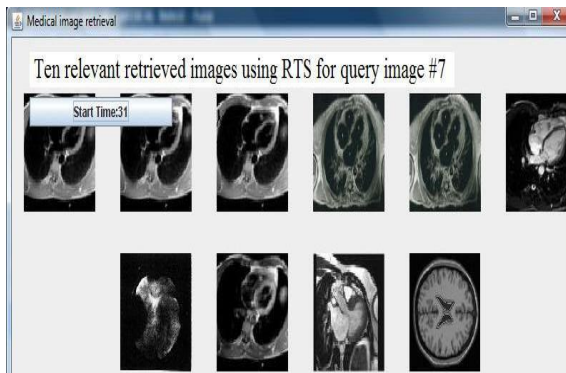 Medical image retrieval
Ten relevant retrieved images using RTS for query image #7
Start Time:31